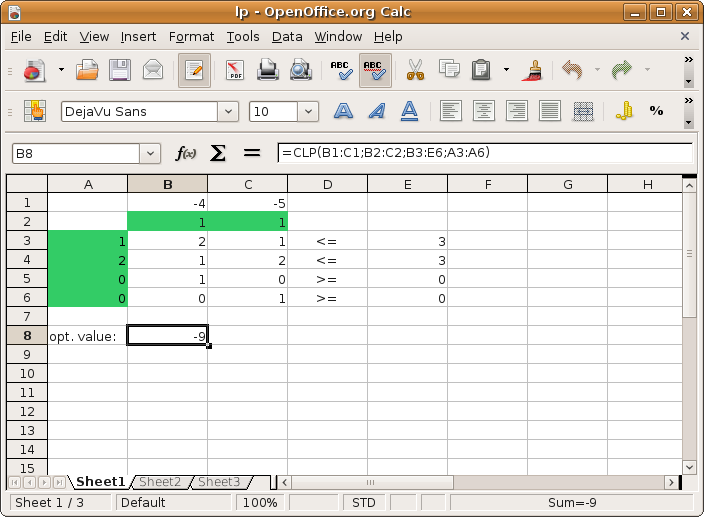 lp - OpenOffice.org Calc
File Edit View Insert Format Tools Data Window Help
PDF ABC ABC
DejaVu Sans 10 A A A %
B8 f(x) Σ = =CLP(B1:C1;B2:C2;B3:E6;A3:A6)
A B C D E F G H
1 -4 -5
2 1 1
3 1 2 1 <= 3
4 2 1 2 <= 3
5 0 1 0 >= 0
6 0 0 1 >= 0
7
8 opt. value: -9
9
10
11
12
13
14
15
Sheet1 Sheet2 Sheet3
Sheet 1 / 3 Default 100% STD Sum=-9